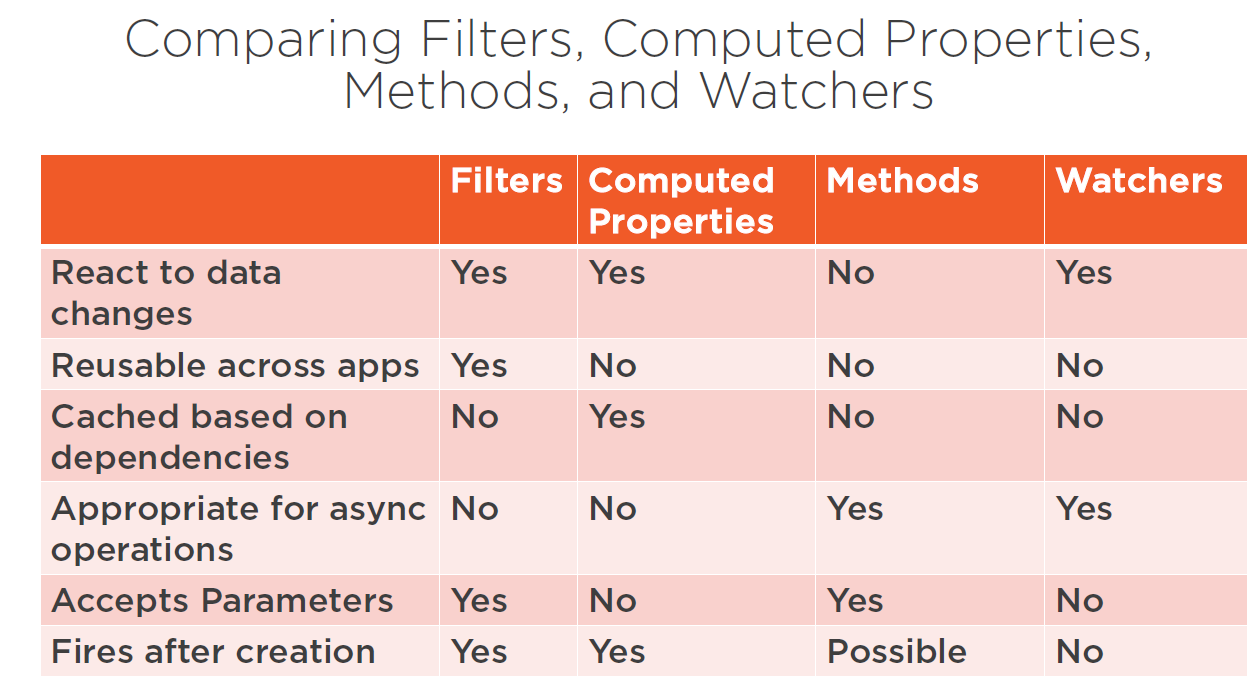 Comparing Filters, Computed Properties,
Methods, and Watchers
Filters Computed Properties Methods Watchers
React to data changes Yes Yes No Yes
Reusable across apps Yes No No No
Cached based on dependencies No Yes No No
Appropriate for async operations No No Yes Yes
Accepts Parameters Yes No Yes No
Fires after creation Yes Yes Possible No